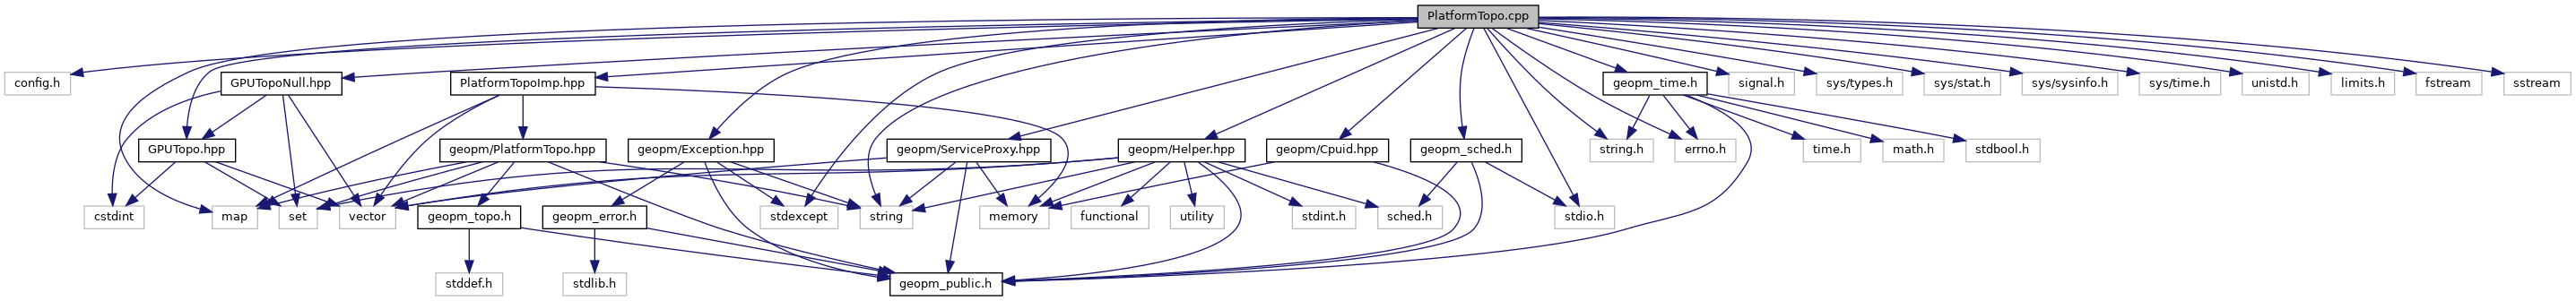 PlatformTopo.cpp
config.h
GPUTopoNull.hpp
PlatformTopoImp.hpp
geopm_time.h
signal.h
sys/types.h
sys/stat.h
sys/sysinfo.h
sys/time.h
unistd.h
limits.h
fstream
sstream
GPUTopo.hpp
geopm/PlatformTopo.hpp
geopm/Exception.hpp
geopm/ServiceProxy.hpp
geopm/Helper.hpp
geopm/Cpuid.hpp
geopm_sched.h
string.h
errno.h
time.h
math.h
stdbool.h
cstdint
map
set
vector
geopm_topo.h
geopm_error.h
stdexcept
string
memory
functional
utility
stdint.h
sched.h
stdio.h
stddef.h
stdlib.h
geopm_public.h